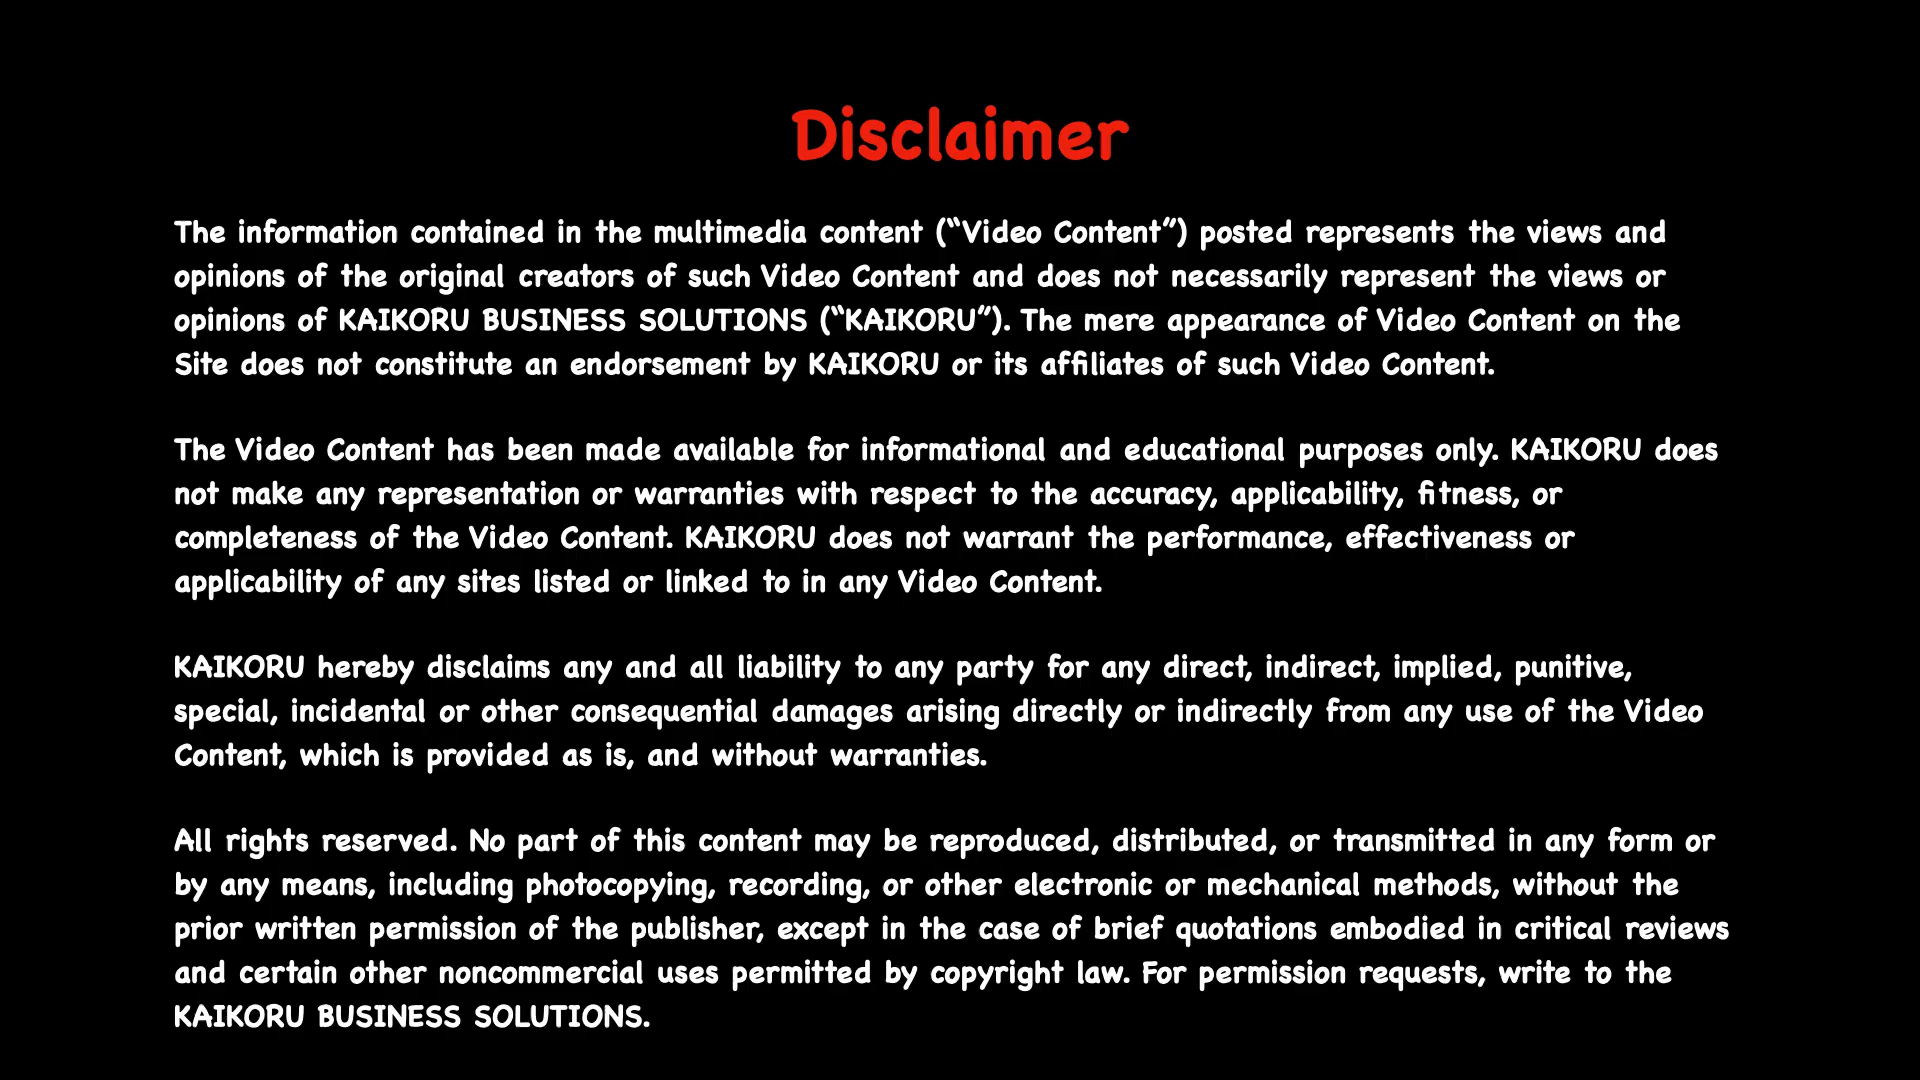 Disclaimer
The information contained in the multimedia content (“Video Content”) posted represents the views and
opinions of the original creators of such Video Content and does not necessarily represent the views or
opinions of KAIKORU BUSINESS SOLUTIONS (“KAIKORU”). The mere appearance of Video Content on the
Site does not constitute an endorsement by KAIKORU or its affiliates of such Video Content.
The Video Content has been made available for informational and educational purposes only. KAIKORU does
not make any representation or warranties with respect to the accuracy, applicability, fitness, or
completeness of the Video Content. KAIKORU does not warrant the performance, effectiveness or
applicability of any sites listed or linked to in any Video Content.
KAIKORU hereby disclaims any and all liability to any party for any direct, indirect, implied, punitive,
special, incidental or other consequential damages arising directly or indirectly from any use of the Video
Content, which is provided as is, and without warranties.
All rights reserved. No part of this content may be reproduced, distributed, or transmitted in any form or
by any means, including photocopying, recording, or other electronic or mechanical methods, without the
prior written permission of the publisher, except in the case of brief quotations embodied in critical reviews
and certain other noncommercial uses permitted by copyright law. For permission requests, write to the
KAIKORU BUSINESS SOLUTIONS.